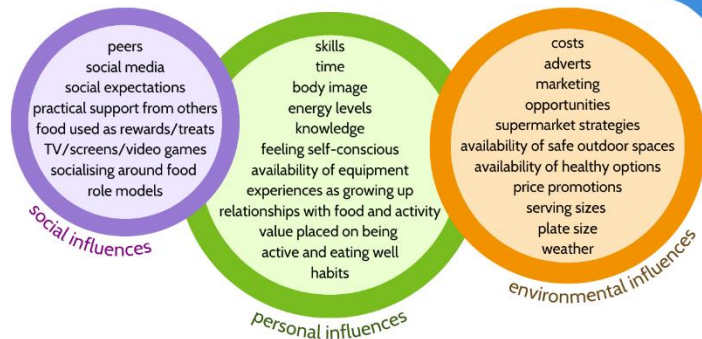 peers
social media
social expectations
practical support from others
food used as rewards/treats
TV/screens/video games
socialising around food
role models
social influences
skills
time
body image
energy levels
knowledge
feeling self-conscious
availability of equipment
experiences as growing up
relationships with food and activity
value placed on being
active and eating well
habits
personal influences
costs
adverts
marketing
opportunities
supermarket strategies
availability of safe outdoor spaces
availability of healthy options
price promotions
serving sizes
plate size
weather
environmental influences